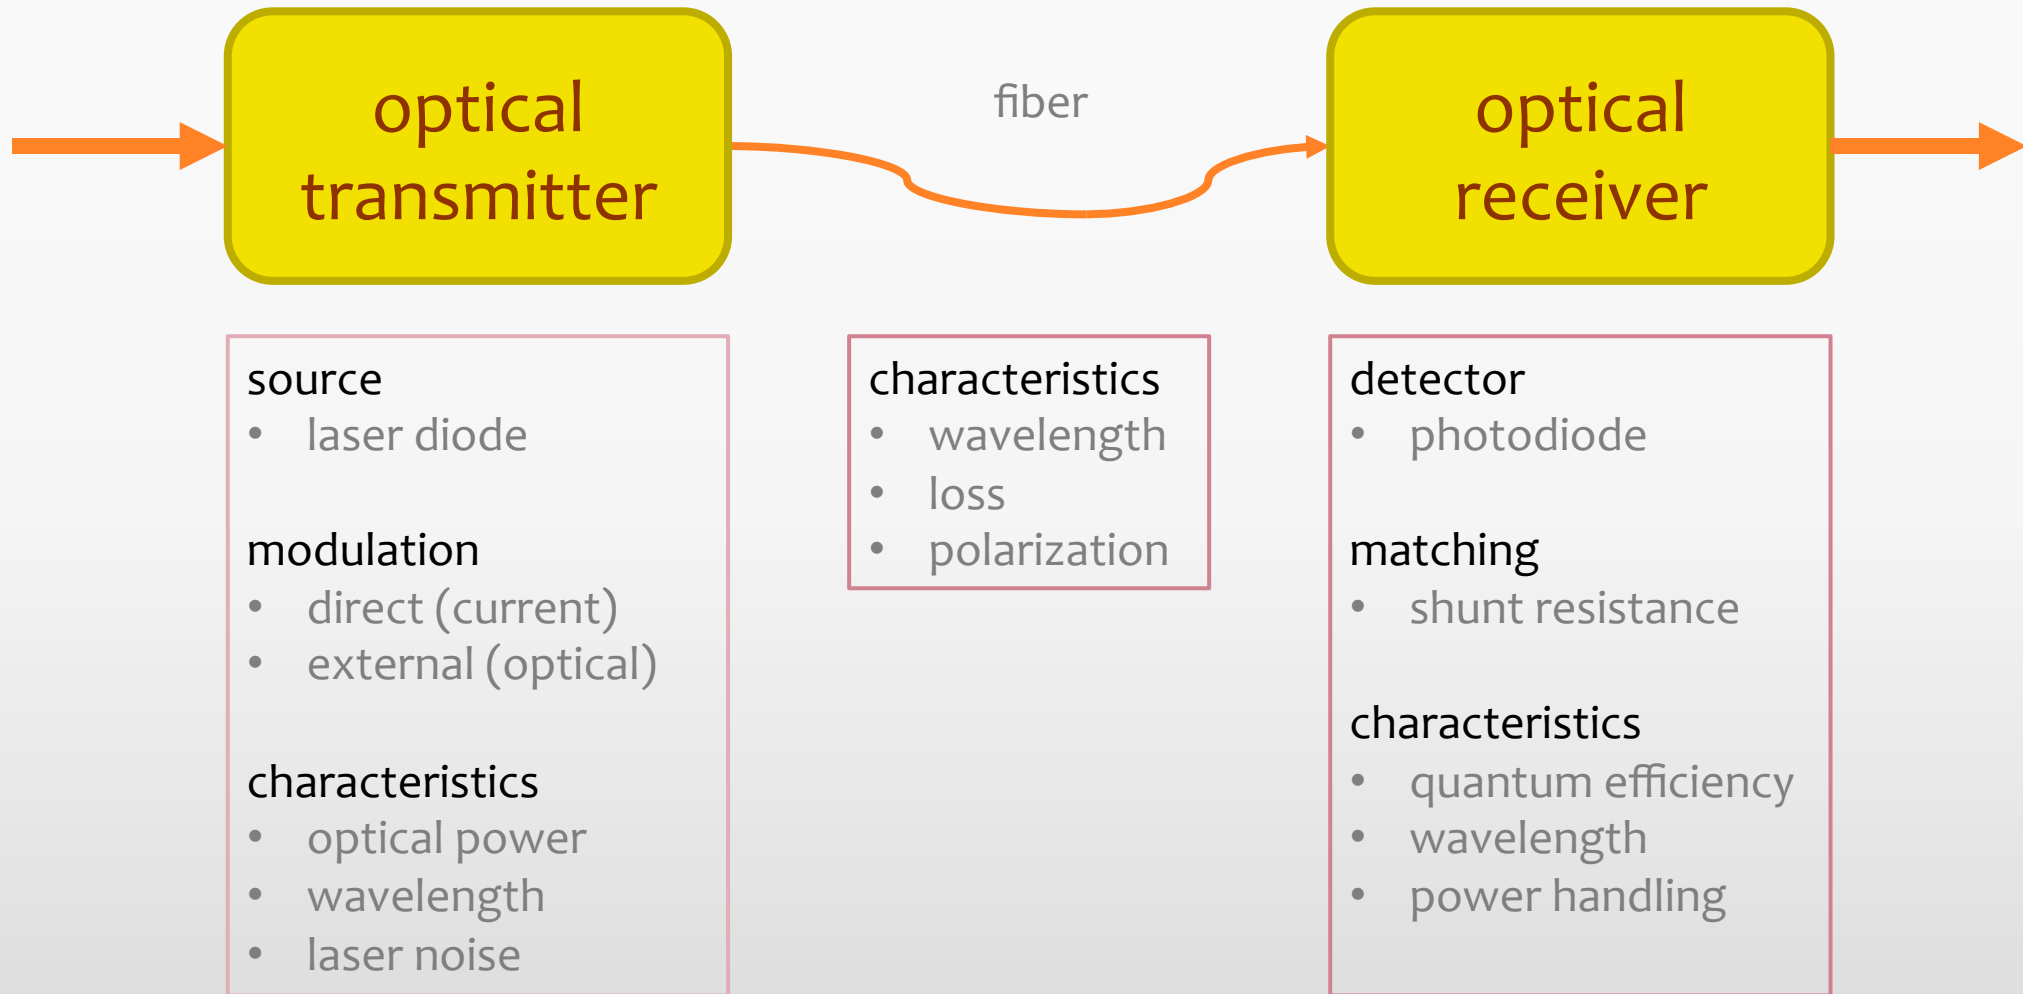 optical
transmitter
fiber
optical
receiver
source
• laser diode
modulation
• direct (current)
• external (optical)
characteristics
• optical power
• wavelength
• laser noise
characteristics
• wavelength
• loss
• polarization
detector
• photodiode
matching
• shunt resistance
characteristics
• quantum efficiency
• wavelength
• power handling